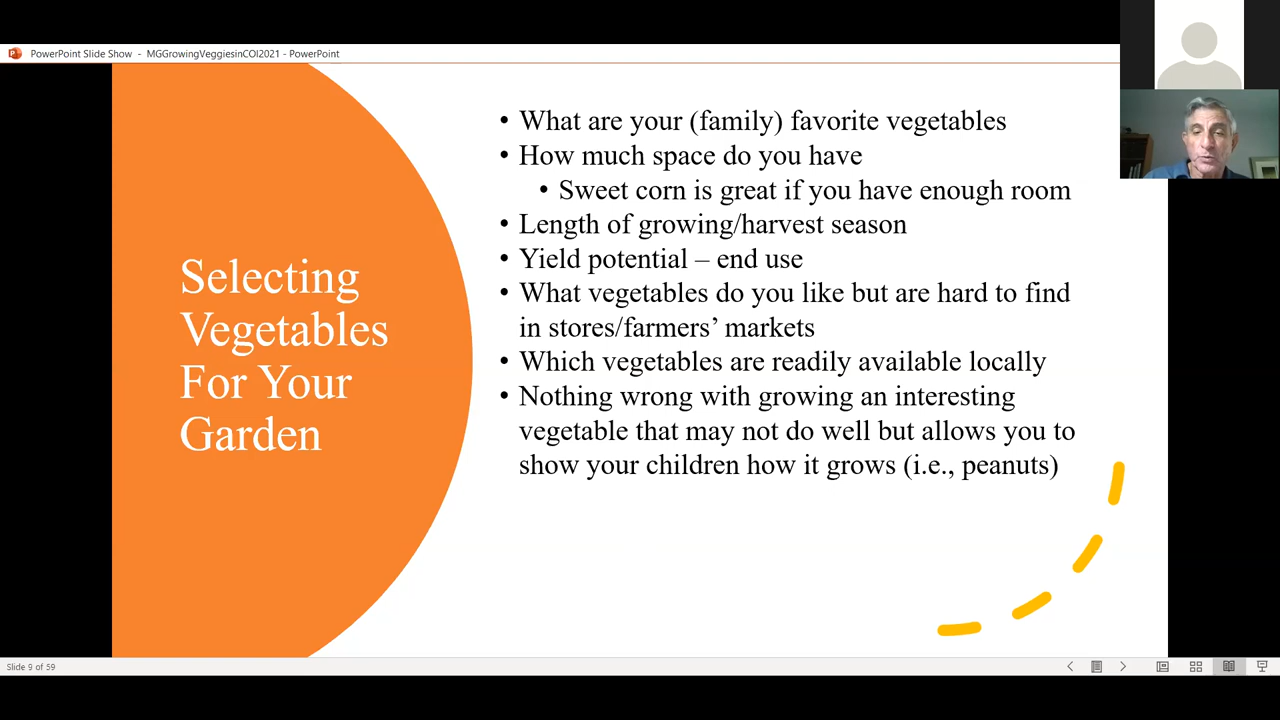 PowerPoint Slide Show - MGGrowingVeggiesinCOI2021 - PowerPoint
Selecting
Vegetables
For Your
Garden
• What are your (family) favorite vegetables
• How much space do you have
• Sweet corn is great if you have enough room
• Length of growing/harvest season
• Yield potential – end use
• What vegetables do you like but are hard to find
in stores/farmers’ markets
• Which vegetables are readily available locally
• Nothing wrong with growing an interesting
vegetable that may not do well but allows you to
show your children how it grows (i.e., peanuts)
Slide 9 of 59